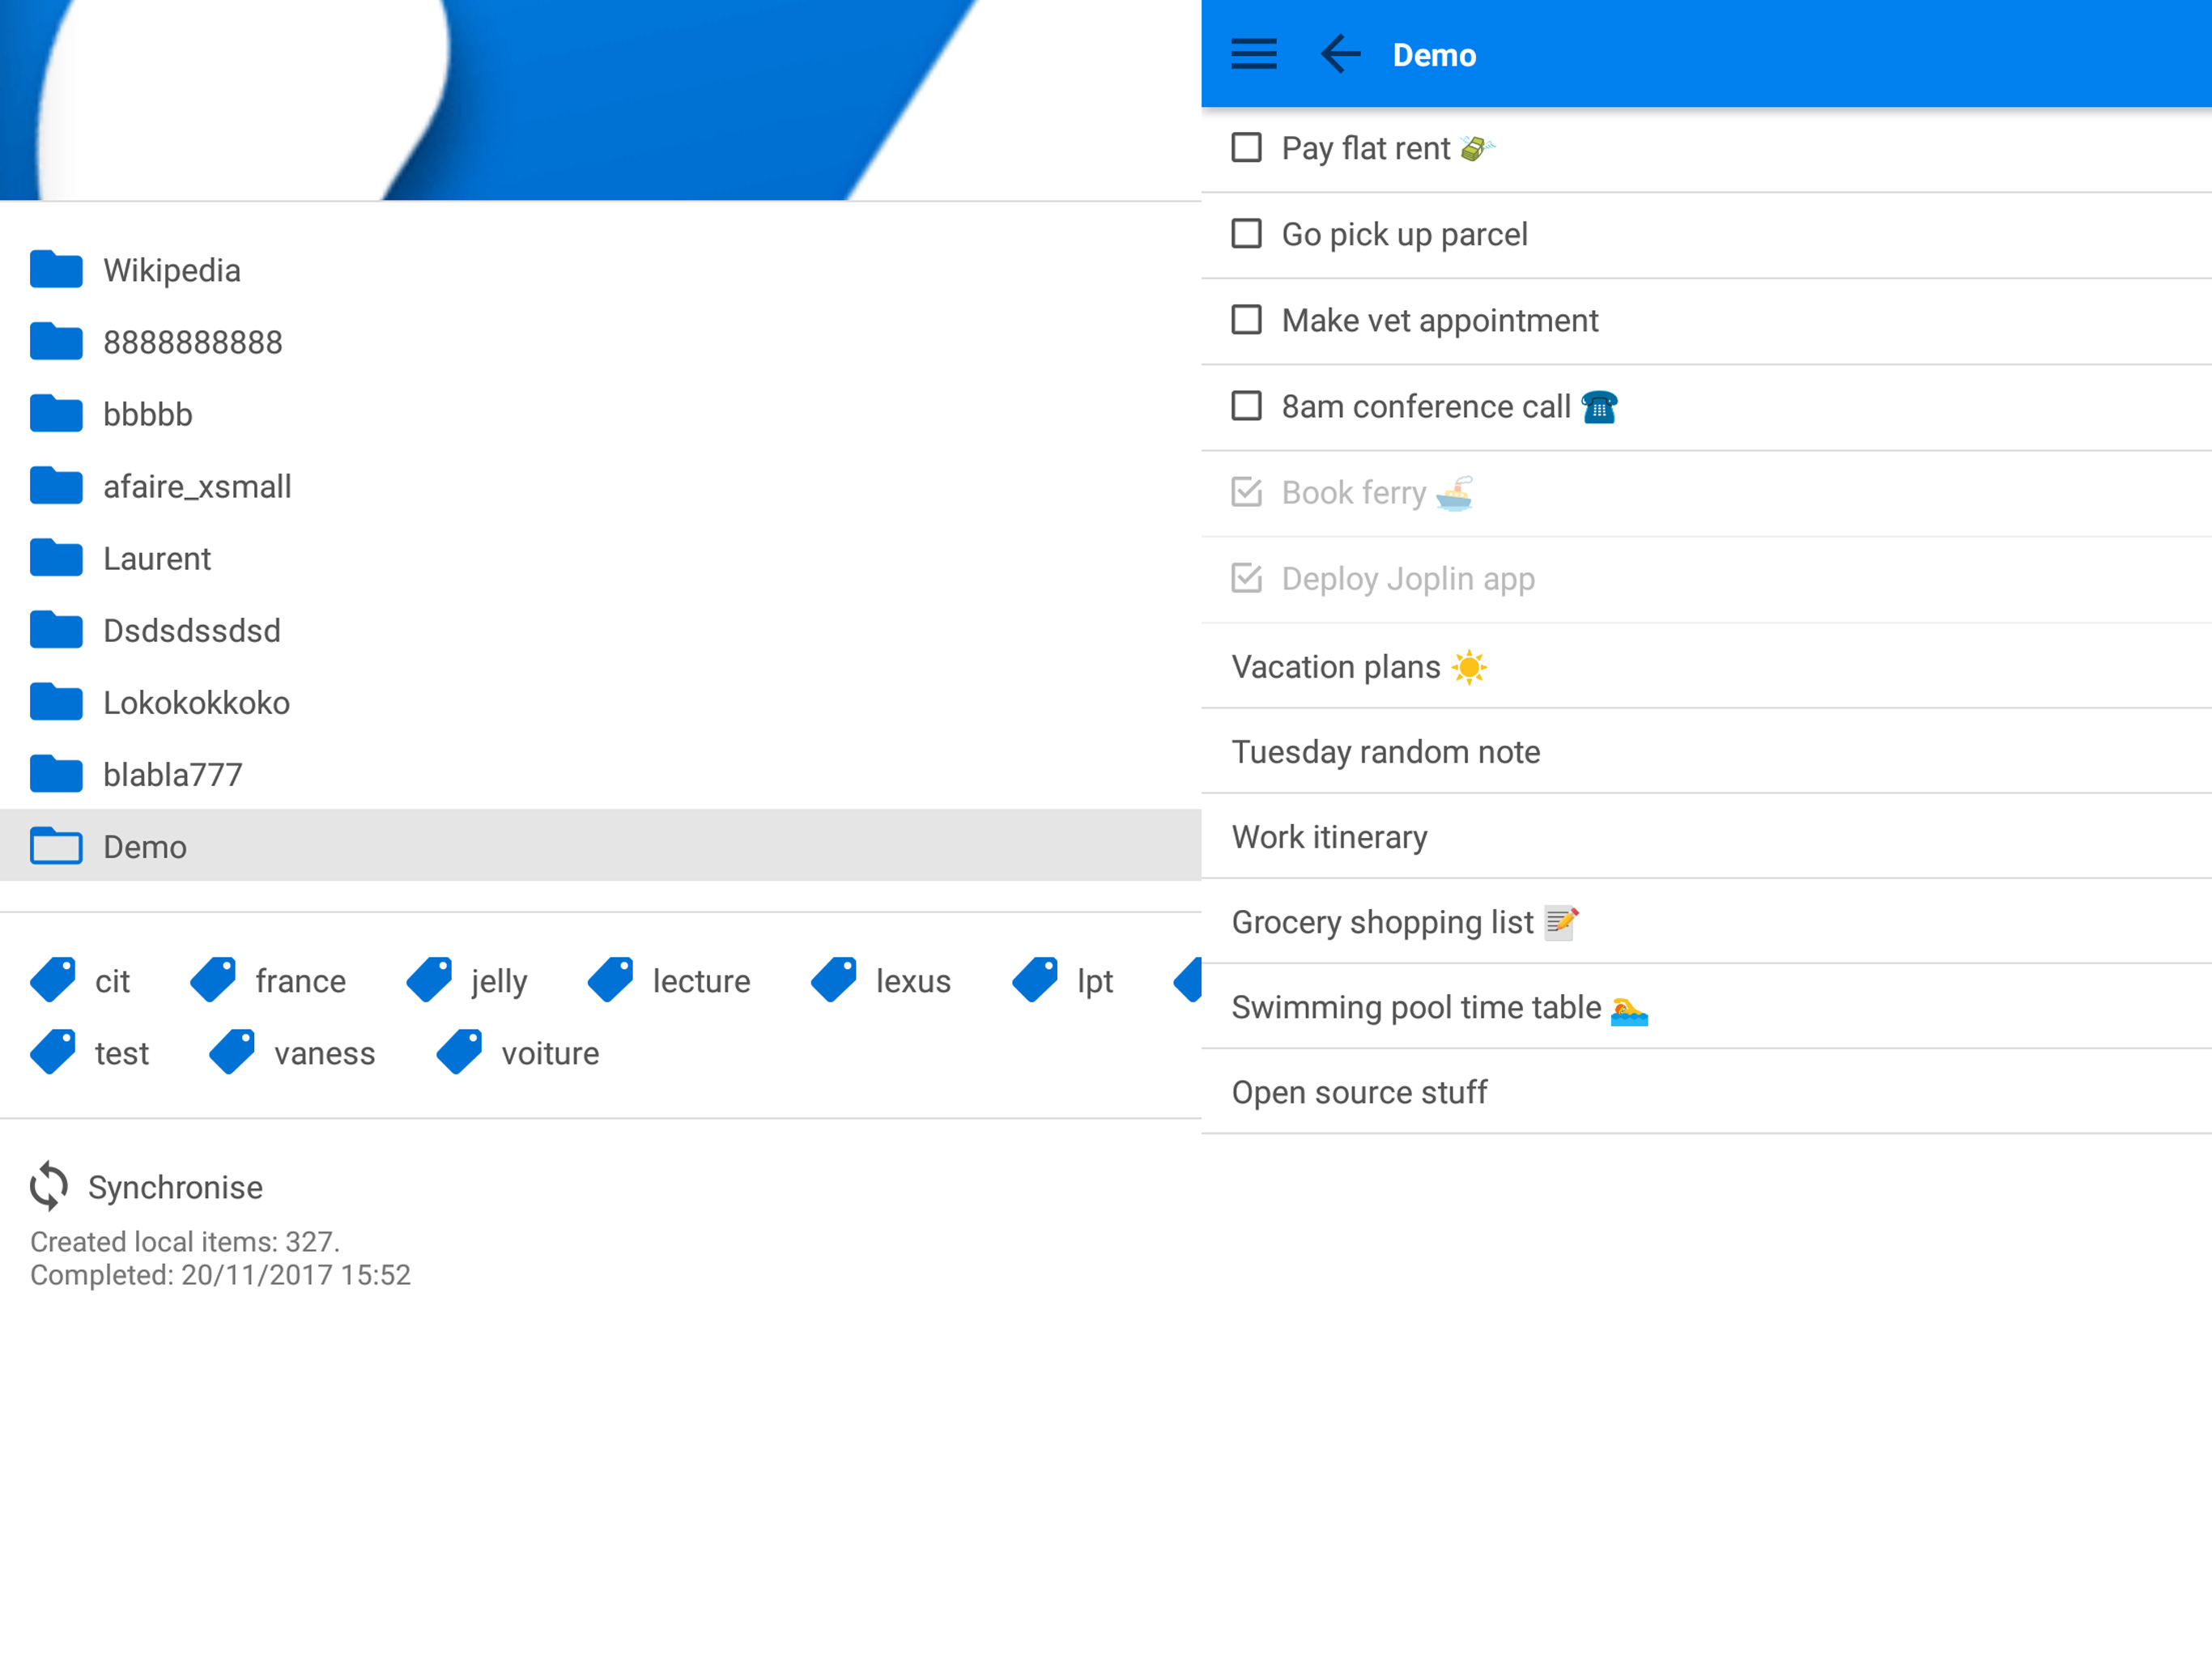 Wikipedia
8888888888
bbbbb
afaire_xsmall
Laurent
Dsdsdssdsd
Lokokokkoko
blabla777
Demo
cit france jelly lecture lexus lpt
test vaness voiture
Synchronise
Created local items: 327.
Completed: 20/11/2017 15:52
Demo
Pay flat rent 💸
Go pick up parcel
Make vet appointment
8am conference call ☎
Book ferry 🚢
Deploy Joplin app
Vacation plans ☀
Tuesday random note
Work itinerary
Grocery shopping list 📝
Swimming pool time table 🏊
Open source stuff